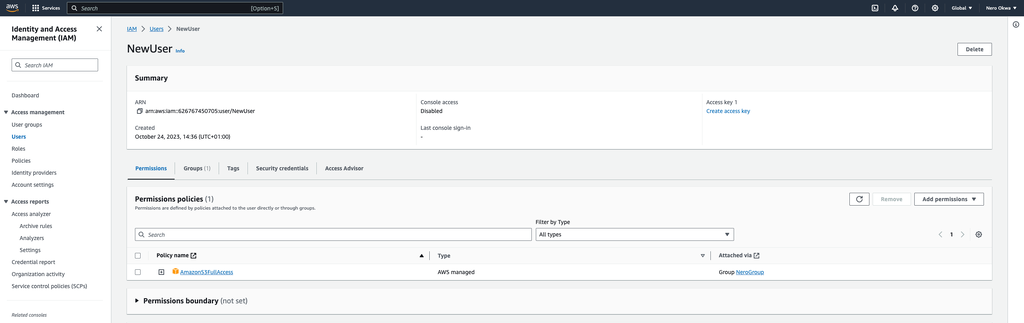 aws
Services
Search
[Option+S]
Global
Nero Okwa
Identity and Access
Management (IAM)
Search IAM
Dashboard
Access management
User groups
Users
Roles
Policies
Identity providers
Account settings
Access reports
Access analyzer
Archive rules
Analyzers
Settings
Credential report
Organization activity
Service control policies (SCPs)
Related consoles
IAM > Users > NewUser
NewUser Info
Delete
Summary
ARN
arn:aws:iam::626767450705:user/NewUser
Console access
Disabled
Access key 1
Create access key
Created
October 24, 2023, 14:36 (UTC+01:00)
Last console sign-in
-
Permissions
Groups (1)
Tags
Security credentials
Access Advisor
Permissions policies (1)
Permissions are defined by policies attached to the user directly or through groups.
Remove
Add permissions
Filter by Type
Search
All types
1
Policy name
Type
Attached via
AmazonS3FullAccess
AWS managed
Group NeroGroup
Permissions boundary (not set)